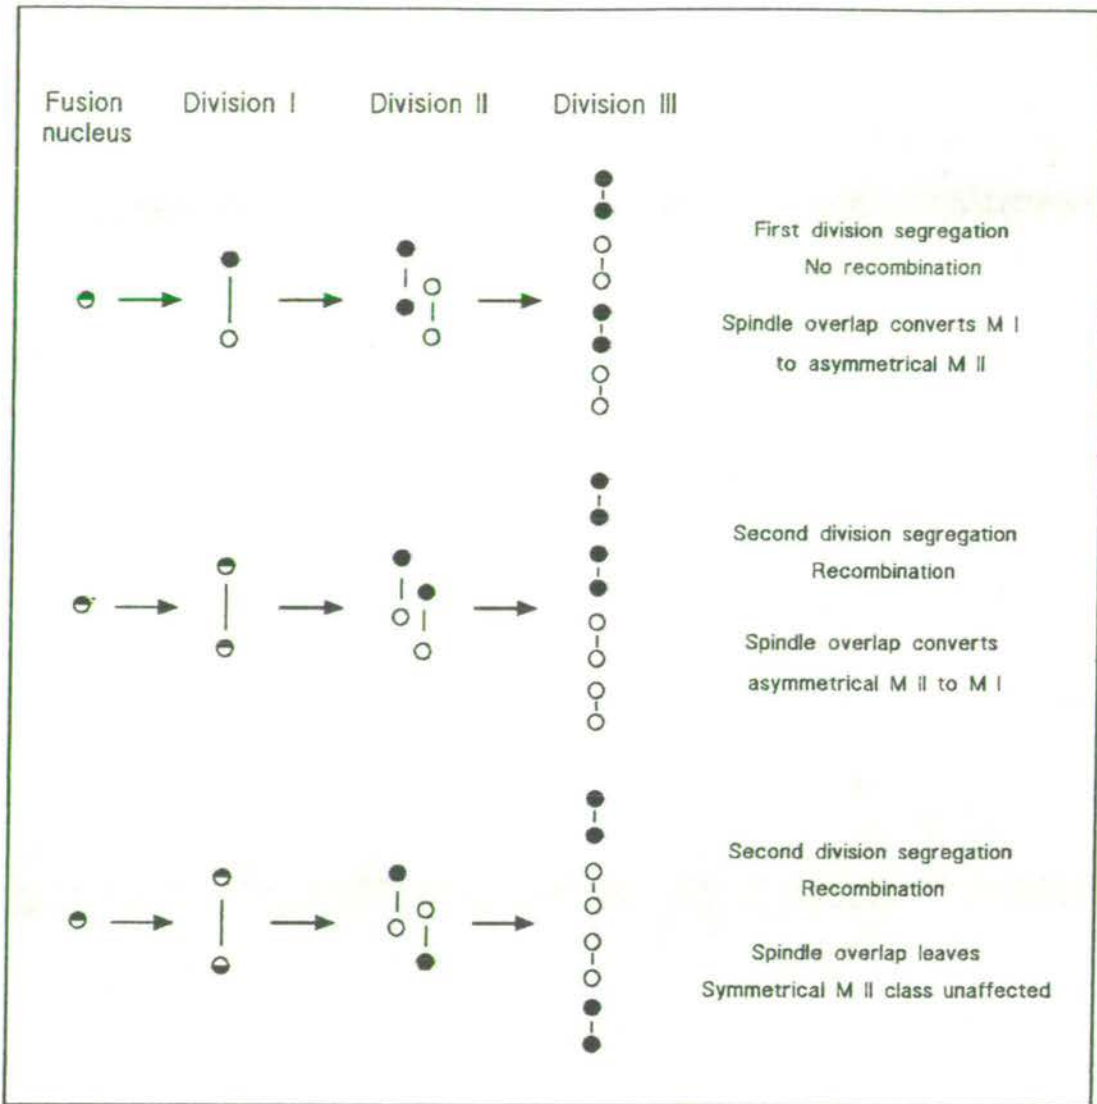 Fusion nucleus
Division I
Division II
Division III
First division segregation
No recombination
Spindle overlap converts M I
to asymmetrical M II
Second division segregation
Recombination
Spindle overlap converts
asymmetrical M II to M I
Second division segregation
Recombination
Spindle overlap leaves
Symmetrical M II class unaffected